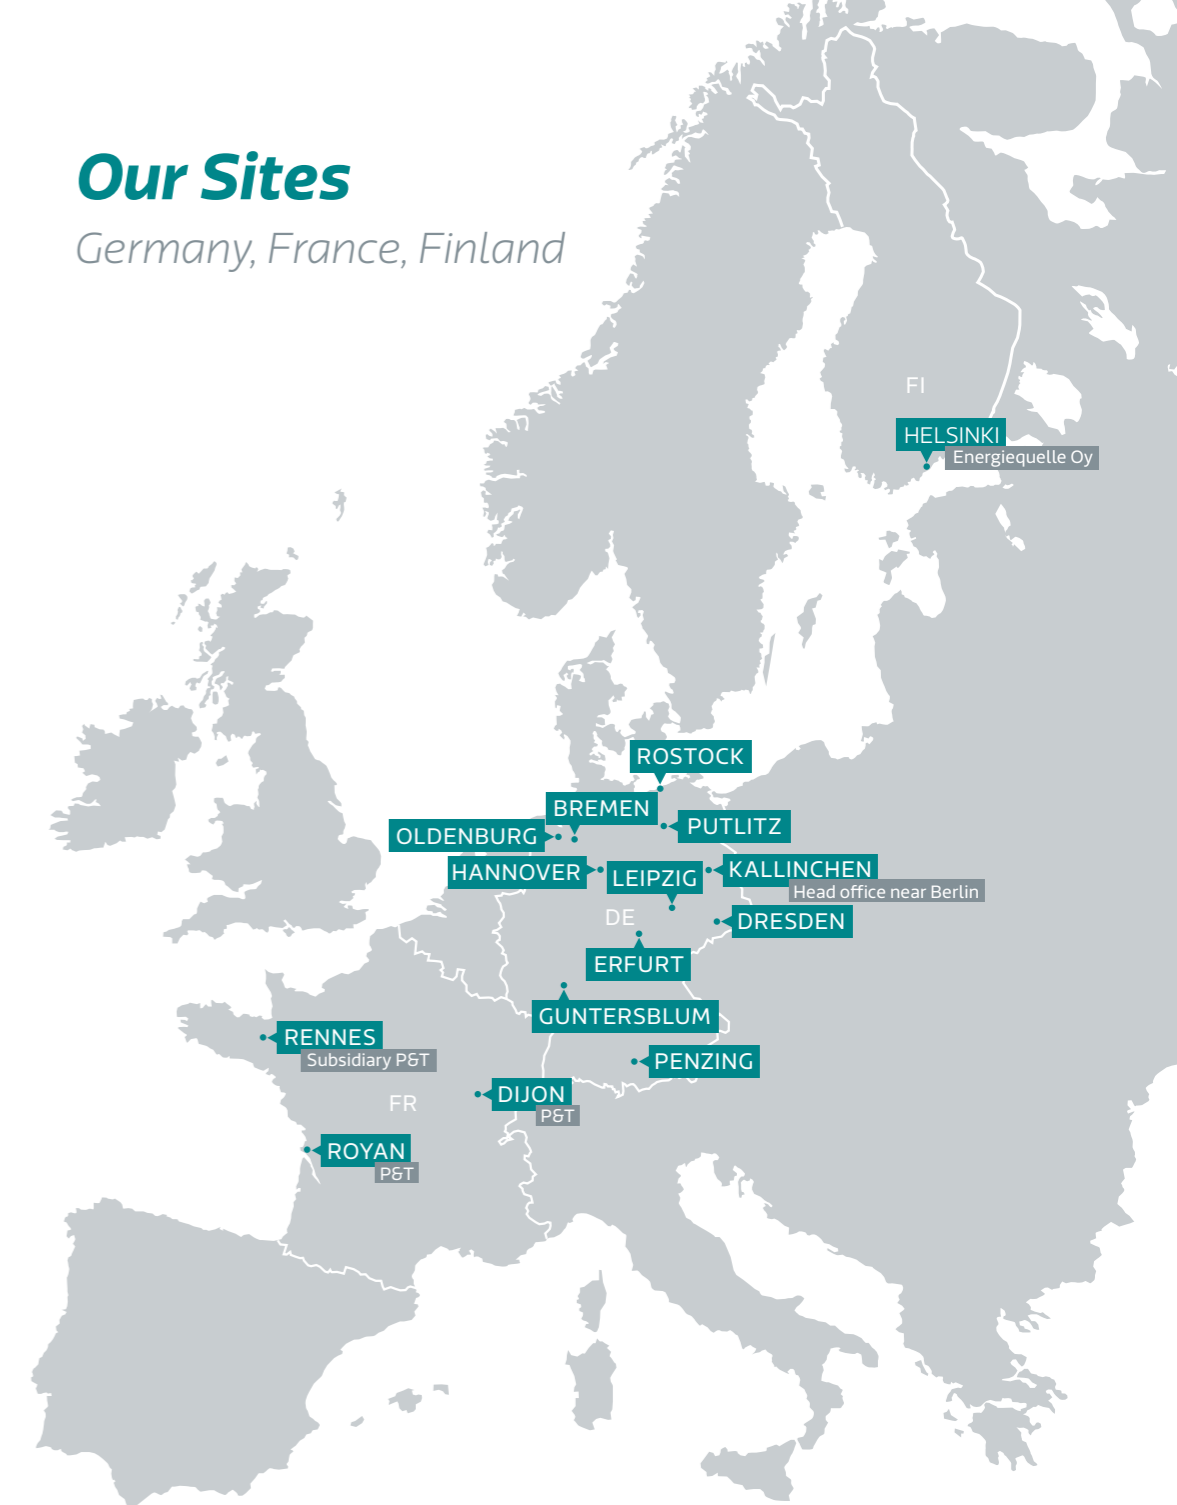 Our Sites
Germany, France, Finland
FI
HELSINKI
Energiequelle Oy
ROSTOCK
BREMEN
PUTLITZ
OLDENBURG
HANNOVER
LEIPZIG
KALLINCHEN
Head office near Berlin
DE
DRESDEN
ERFURT
GUNTERSBLUM
RENNES
Subsidiary P&T
PENZING
DIJON
P&T
FR
ROYAN
P&T